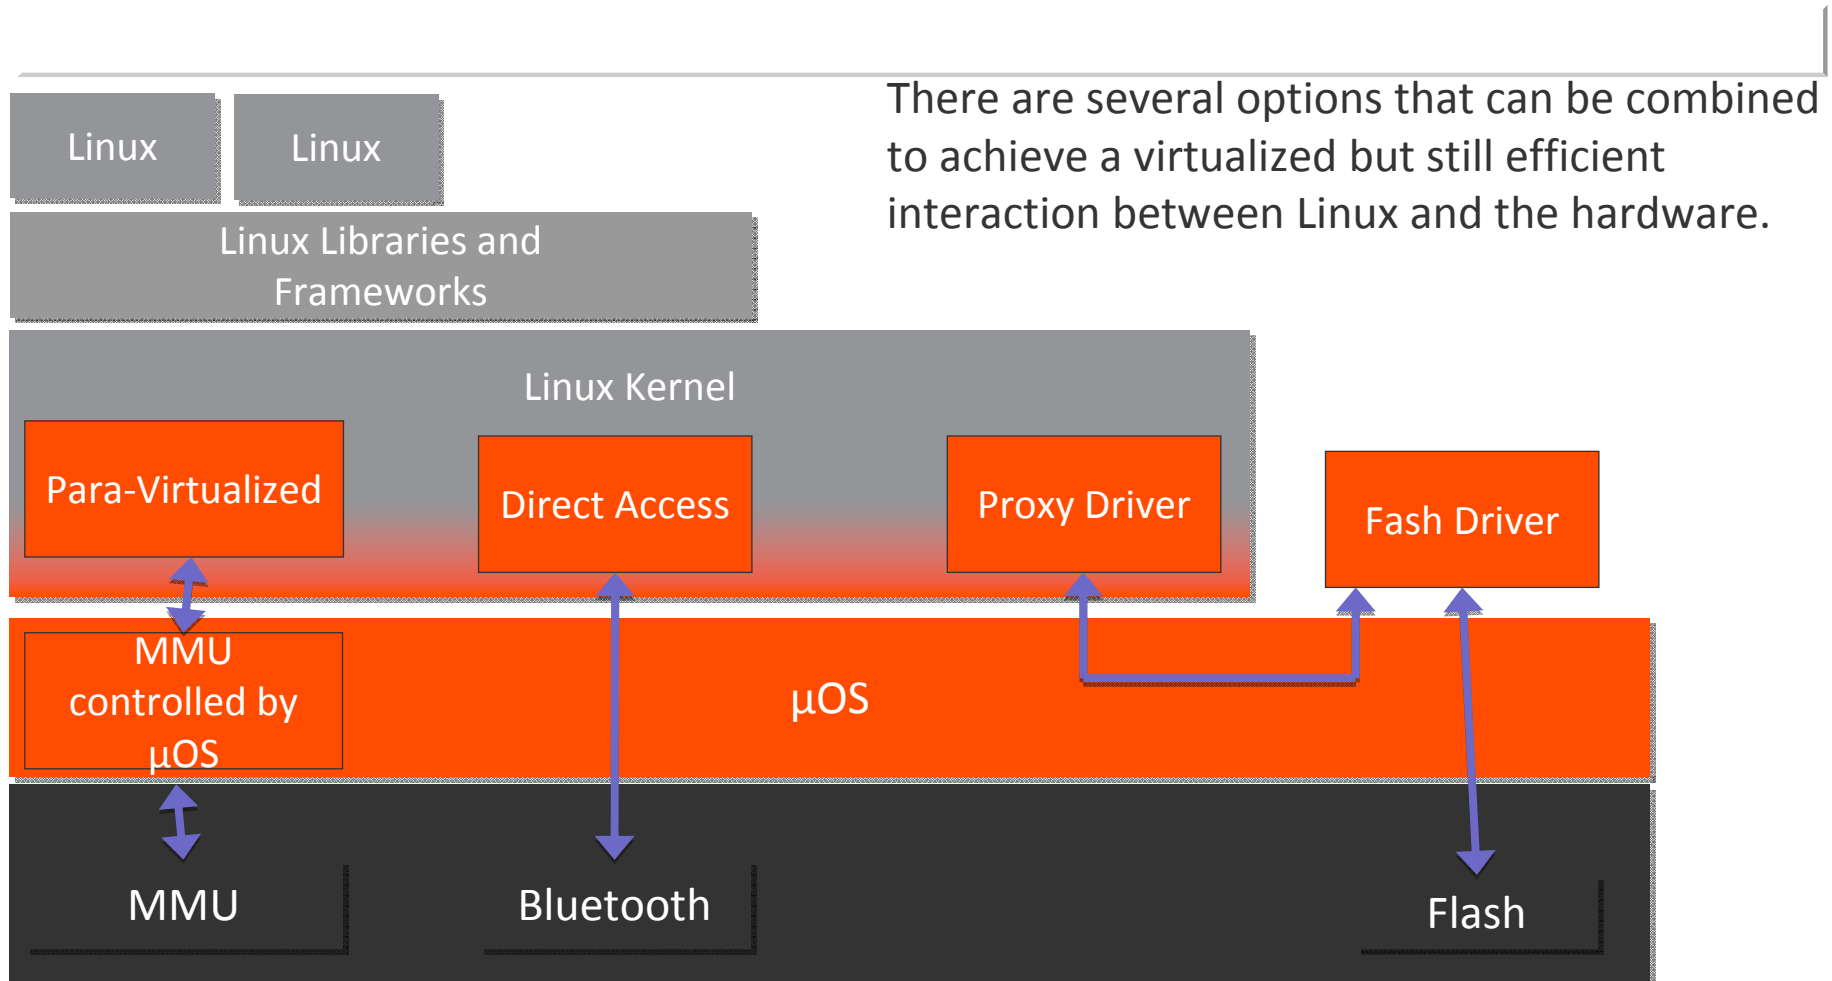 There are several options that can be combined
to achieve a virtualized but still efficient
interaction between Linux and the hardware.
Linux
Linux
Linux Libraries and
Frameworks
Linux Kernel
Para-Virtualized
Direct Access
Proxy Driver
Fash Driver
MMU
controlled by
µOS
µOS
MMU
Bluetooth
Flash